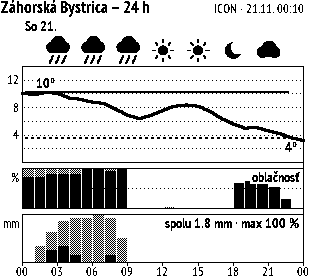 Záhorská Bystrica – 24 h
ICON · 21.11. 00:10
So 21.
12
10°
8
4
4°
%
oblačnosť
mm
spolu 1.8 mm · max 100 %
00 03 06 09 12 15 18 21 00